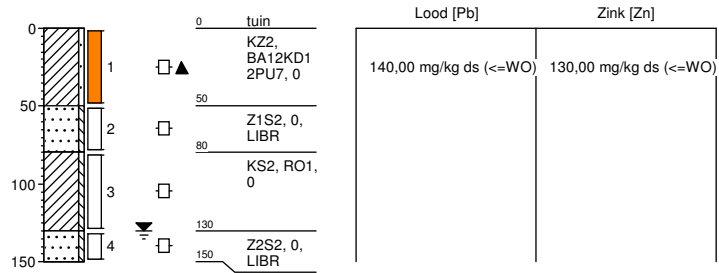 Lood [Pb]
Zink [Zn]
0
0
tuin
KZ2,
BA12KD1
2PU7, 0
1
140,00 mg/kg ds (<=WO)
130,00 mg/kg ds (<=WO)
50
50
2
Z1S2, 0,
LIBR
80
KS2, RO1,
0
100
3
130
4
Z2S2, 0,
LIBR
150
150